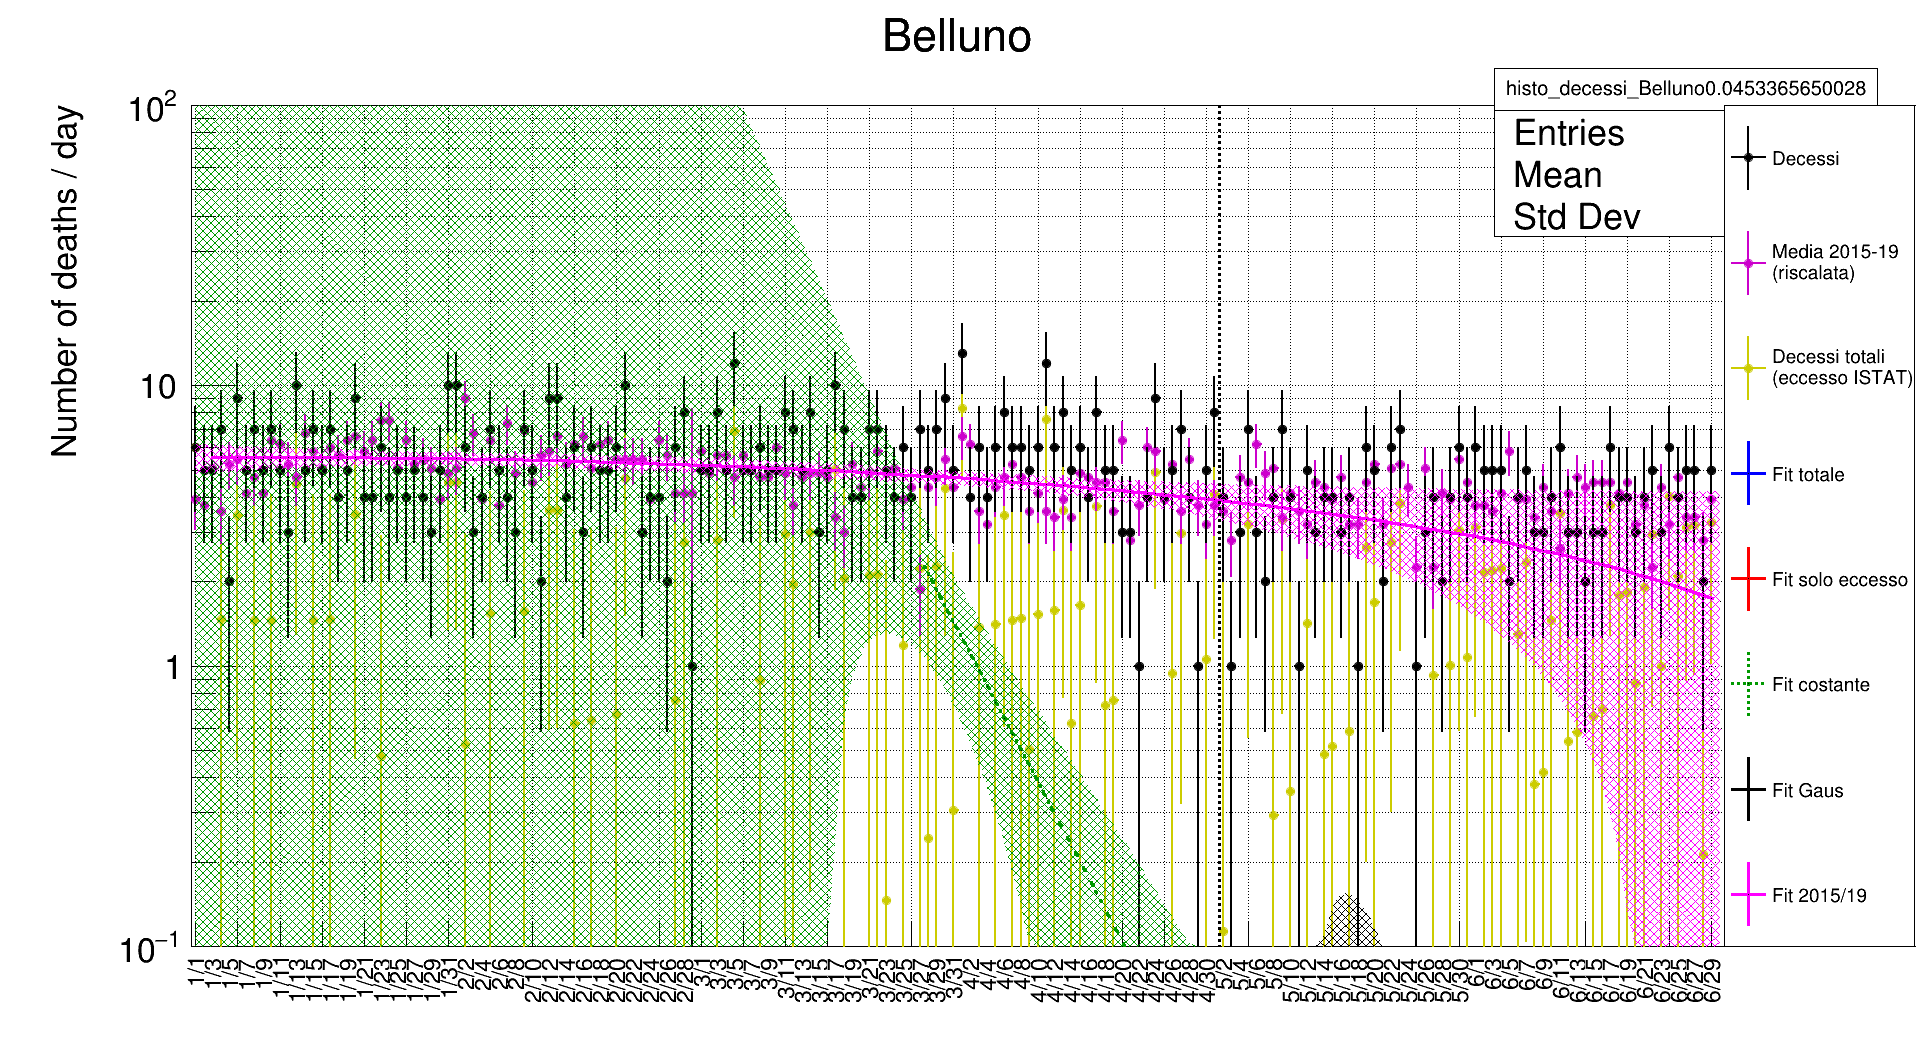 Belluno
histo_decessi_Belluno0.0453365650028
Entries
Mean
Std Dev
Number of deaths / day
10²
10
1
10⁻¹
Decessi
Media 2015-19
(riscalata)
Decessi totali
(eccesso ISTAT)
Fit totale
Fit solo eccesso
Fit costante
Fit Gaus
Fit 2015/19
1/1 1/3 1/5 1/7 1/9 1/11 1/13 1/15 1/17 1/19 1/21 1/23 1/25 1/27 1/29 1/31 2/2 2/4 2/6 2/8 2/10 2/12 2/14 2/16 2/18 2/20 2/22 2/24 2/26 2/28 3/1 3/3 3/5 3/7 3/9 3/11 3/13 3/15 3/17 3/19 3/21 3/23 3/25 3/27 3/29 3/31 4/2 4/4 4/6 4/8 4/10 4/12 4/14 4/16 4/18 4/20 4/22 4/24 4/26 4/28 4/30 5/2 5/4 5/6 5/8 5/10 5/12 5/14 5/16 5/18 5/20 5/22 5/24 5/26 5/28 5/30 6/1 6/3 6/5 6/7 6/9 6/11 6/13 6/15 6/17 6/19 6/21 6/23 6/25 6/27 6/29